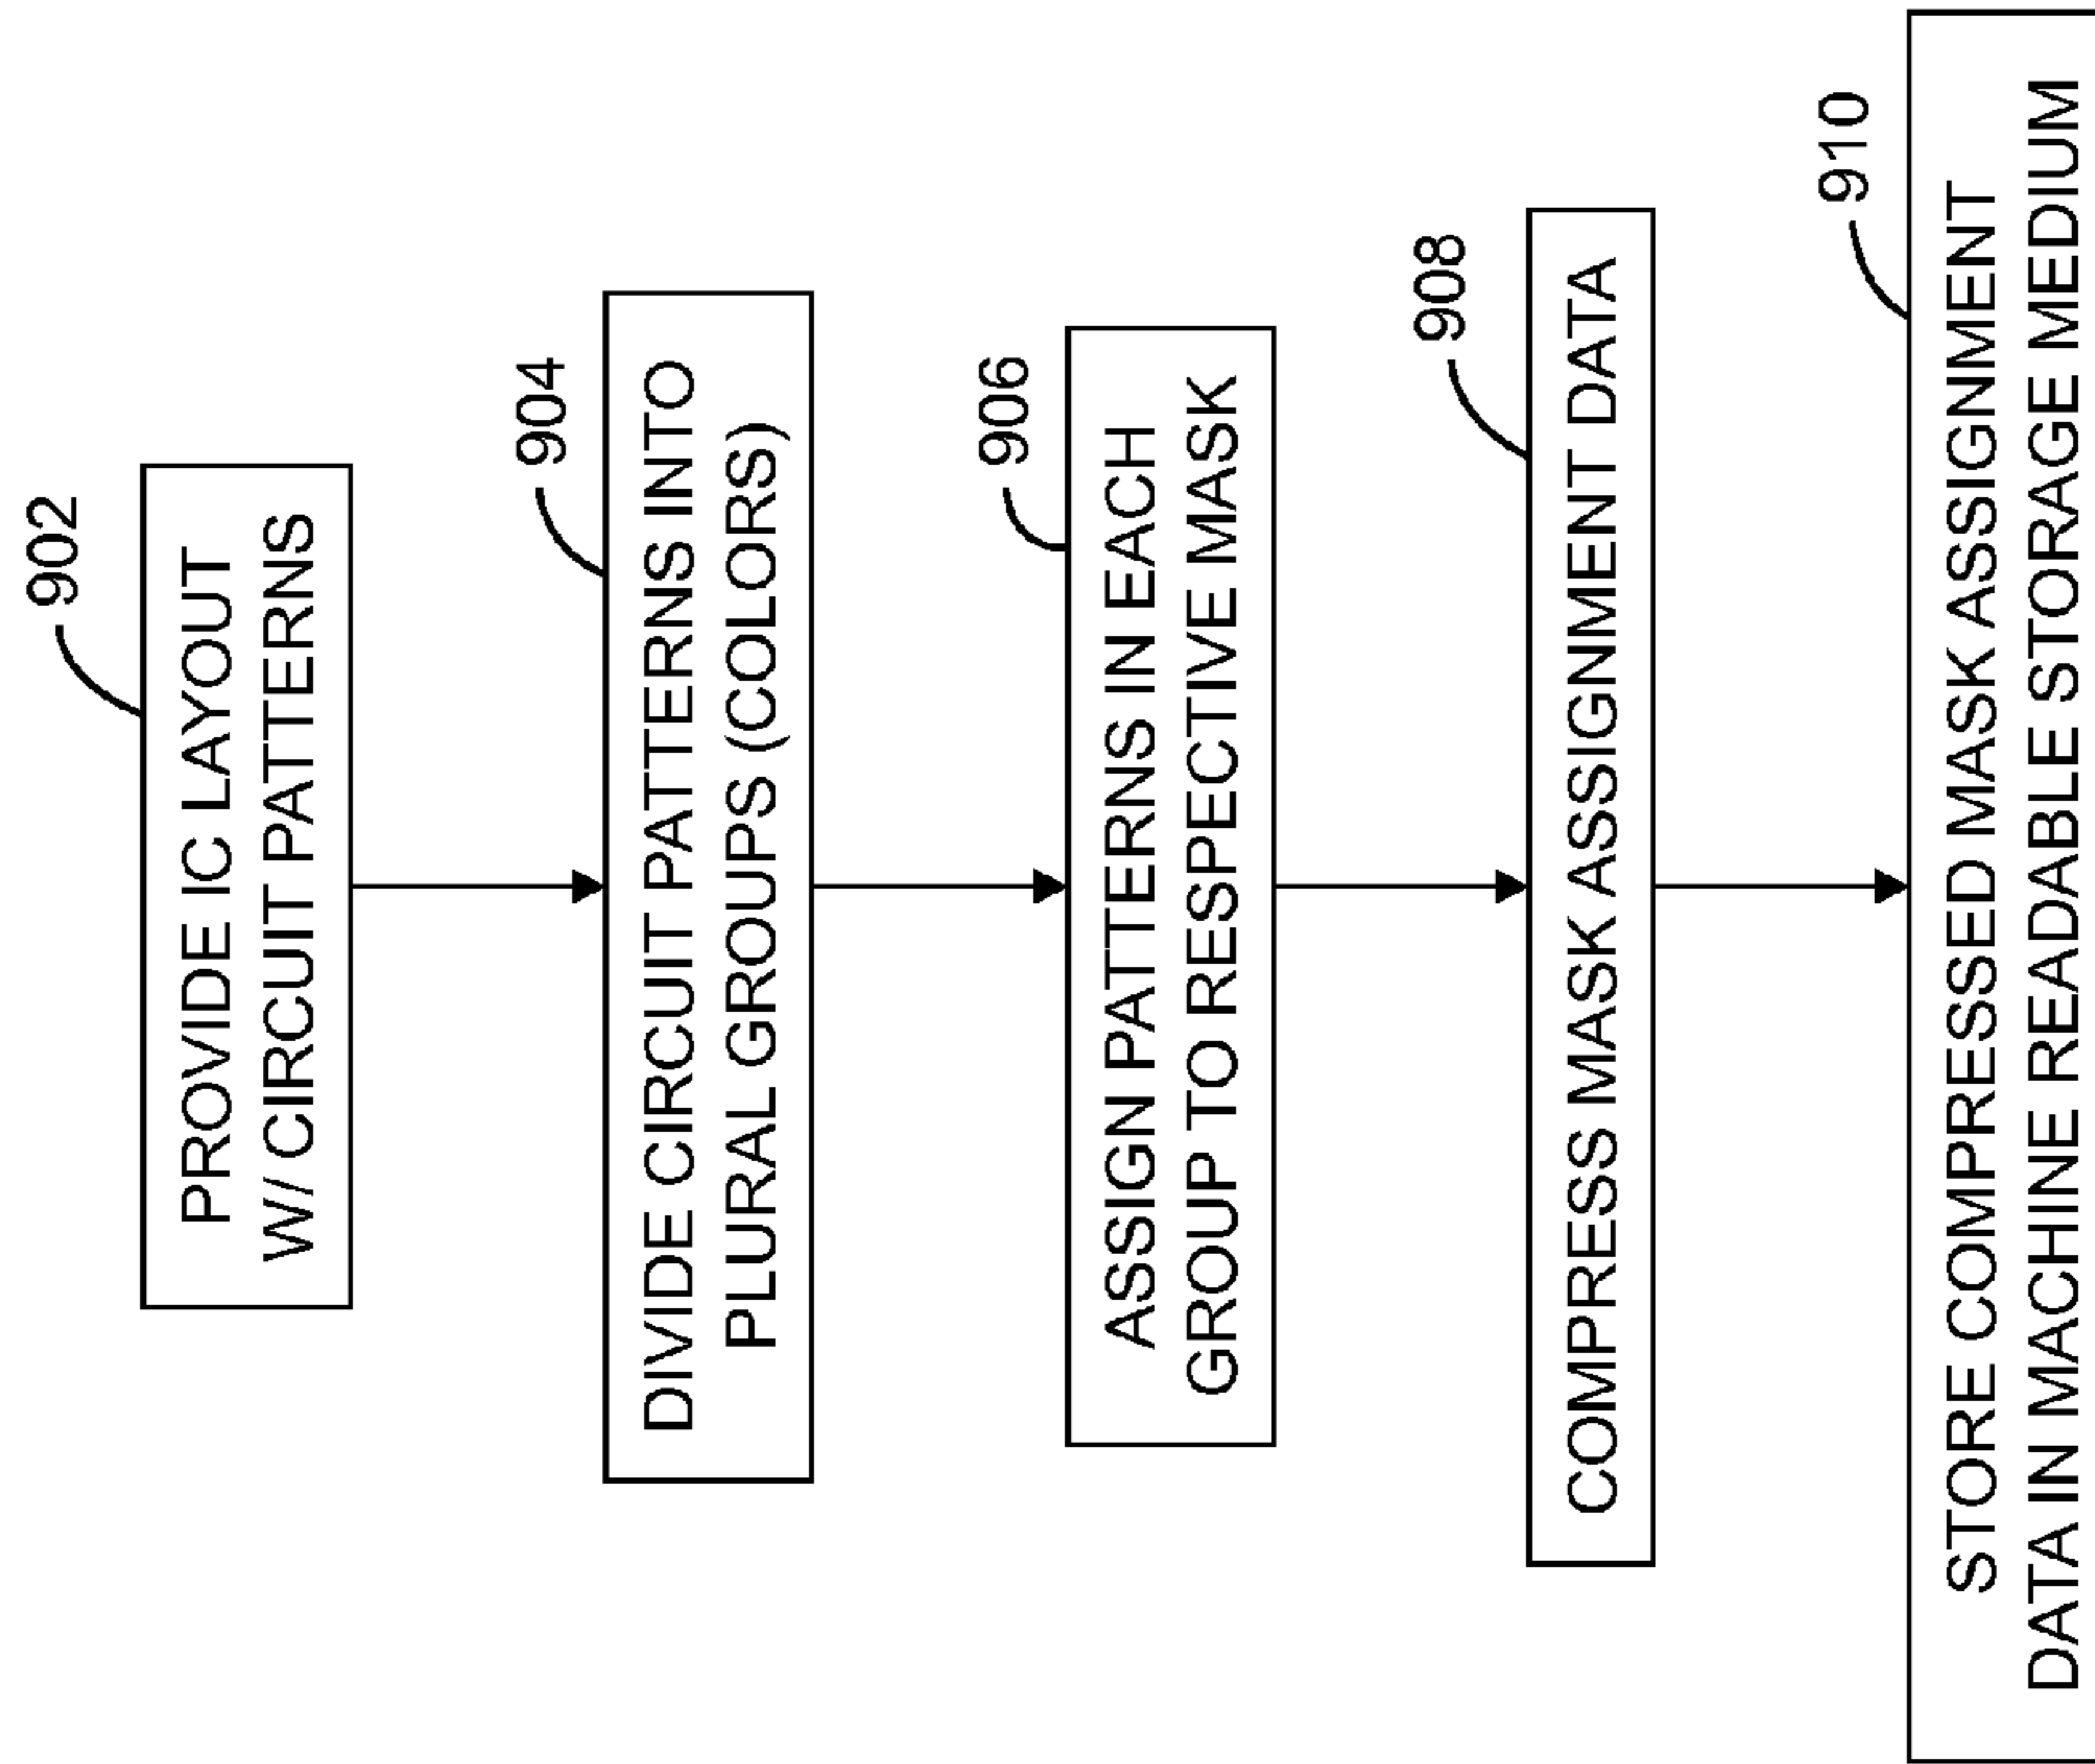 902
PROVIDE IC LAYOUT
W/ CIRCUIT PATTERNS
904
DIVIDE CIRCUIT PATTERNS INTO
PLURAL GROUPS (COLORS)
906
ASSIGN PATTERNS IN EACH
GROUP TO RESPECTIVE MASK
908
COMPRESS MASK ASSIGNMENT DATA
910
STORE COMPRESSED MASK ASSIGNMENT
DATA IN MACHINE READABLE STORAGE MEDIUM